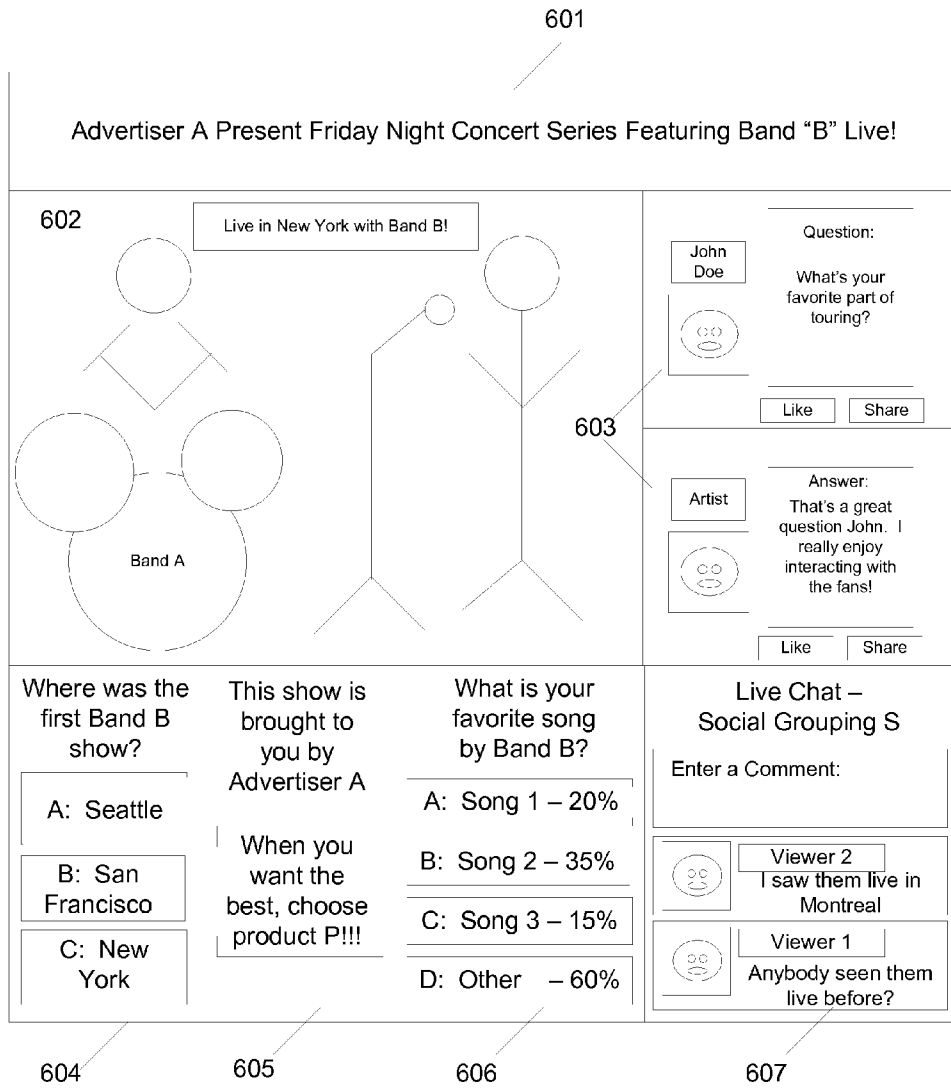 601
Advertiser A Present Friday Night Concert Series Featuring Band “B” Live!
602
Live in New York with Band B!
Band A
603
John
Doe
Question:
What’s your
favorite part of
touring?
Like
Share
Artist
Answer:
That’s a great
question John.  I
really enjoy
interacting with
the fans!
Like
Share
Where was the
first Band B
show?
A:  Seattle
B:  San
Francisco
C:  New
York
This show is
brought to
you by
Advertiser A
When you
want the
best, choose
product P!!!
What is your
favorite song
by Band B?
A:  Song 1 – 20%
B:  Song 2 – 35%
C:  Song 3 – 15%
D:  Other – 60%
Live Chat –
Social Grouping S
Enter a Comment:
Viewer 2
I saw them live in
Montreal
Viewer 1
Anybody seen them
live before?
604
605
606
607